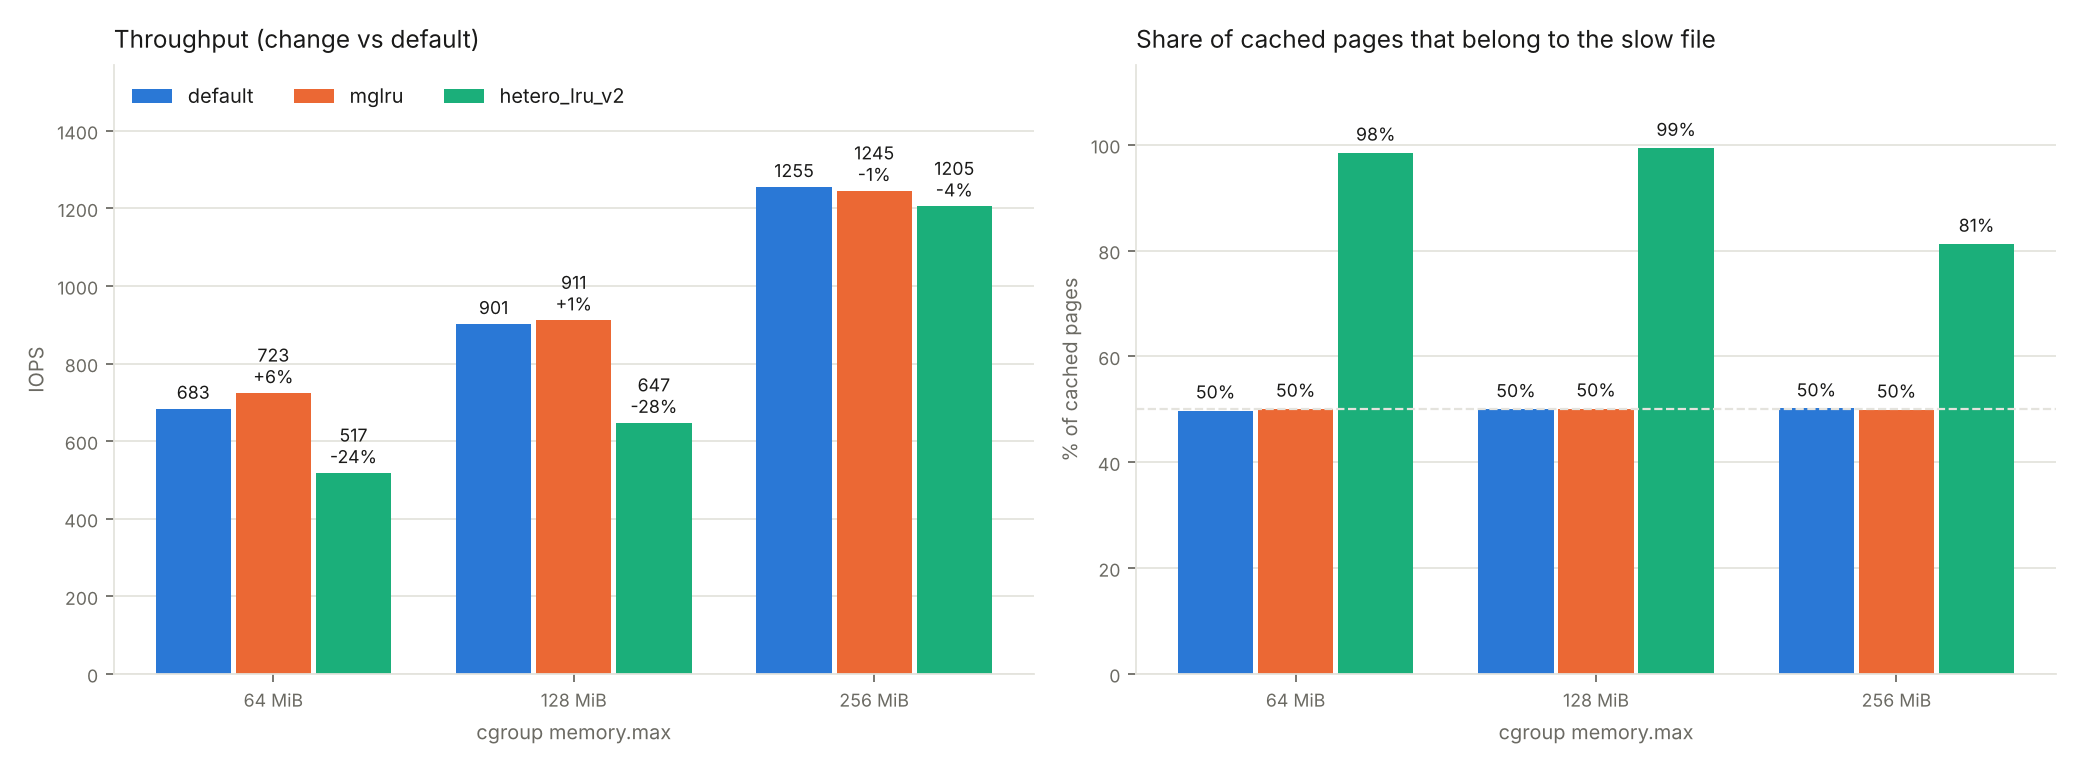 Throughput (change vs default)
default
mglru
hetero_lru_v2
IOPS
1400
1200
1000
800
600
400
200
0
683
723
+6%
517
-24%
901
911
+1%
647
-28%
1255
1245
-1%
1205
-4%
64 MiB
128 MiB
256 MiB
cgroup memory.max
Share of cached pages that belong to the slow file
% of cached pages
100
80
60
40
20
0
50%
50%
98%
50%
50%
99%
50%
50%
81%
64 MiB
128 MiB
256 MiB
cgroup memory.max